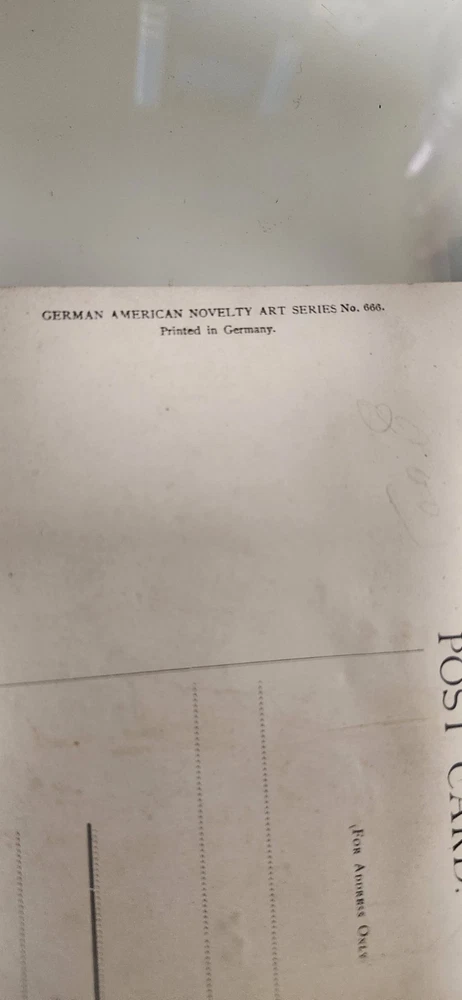 GERMAN AMERICAN NOVELTY ART SERIES No. 666.
Printed in Germany.
POST CARD.
(FOR ADDRESS ONLY